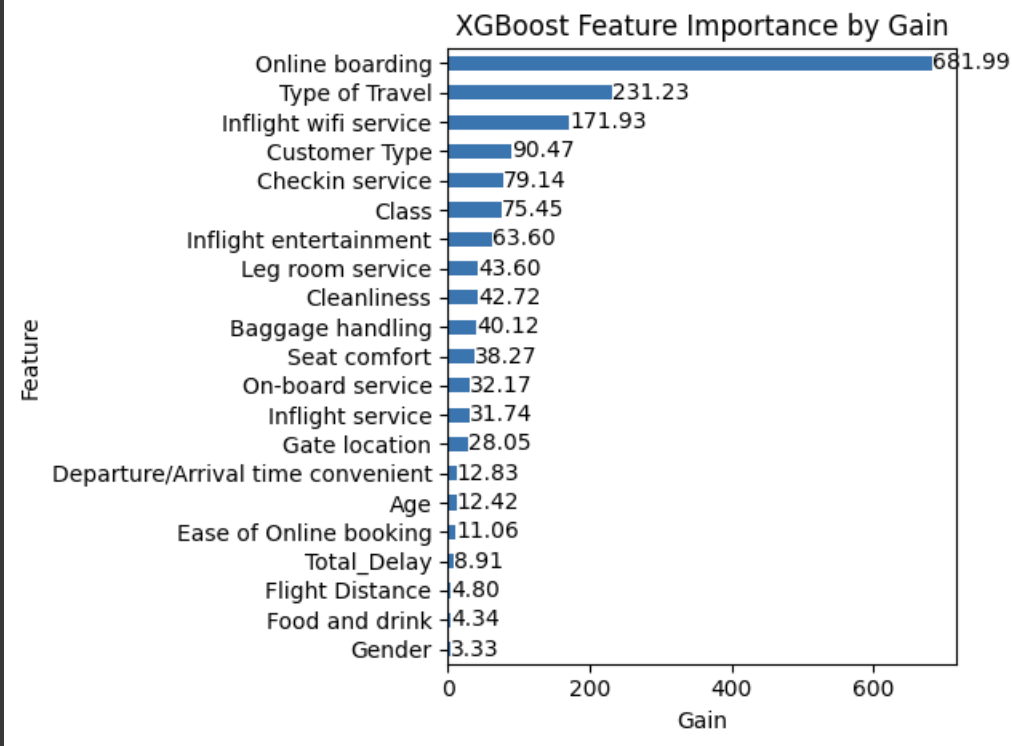 XGBoost Feature Importance by Gain
Online boarding 681.99
Type of Travel 231.23
Inflight wifi service 171.93
Customer Type 90.47
Checkin service 79.14
Class 75.45
Inflight entertainment 63.60
Leg room service 43.60
Cleanliness 42.72
Baggage handling 40.12
Seat comfort 38.27
On-board service 32.17
Inflight service 31.74
Gate location 28.05
Departure/Arrival time convenient 12.83
Age 12.42
Ease of Online booking 11.06
Total_Delay 8.91
Flight Distance 4.80
Food and drink 4.34
Gender 3.33
Feature
0 200 400 600
Gain